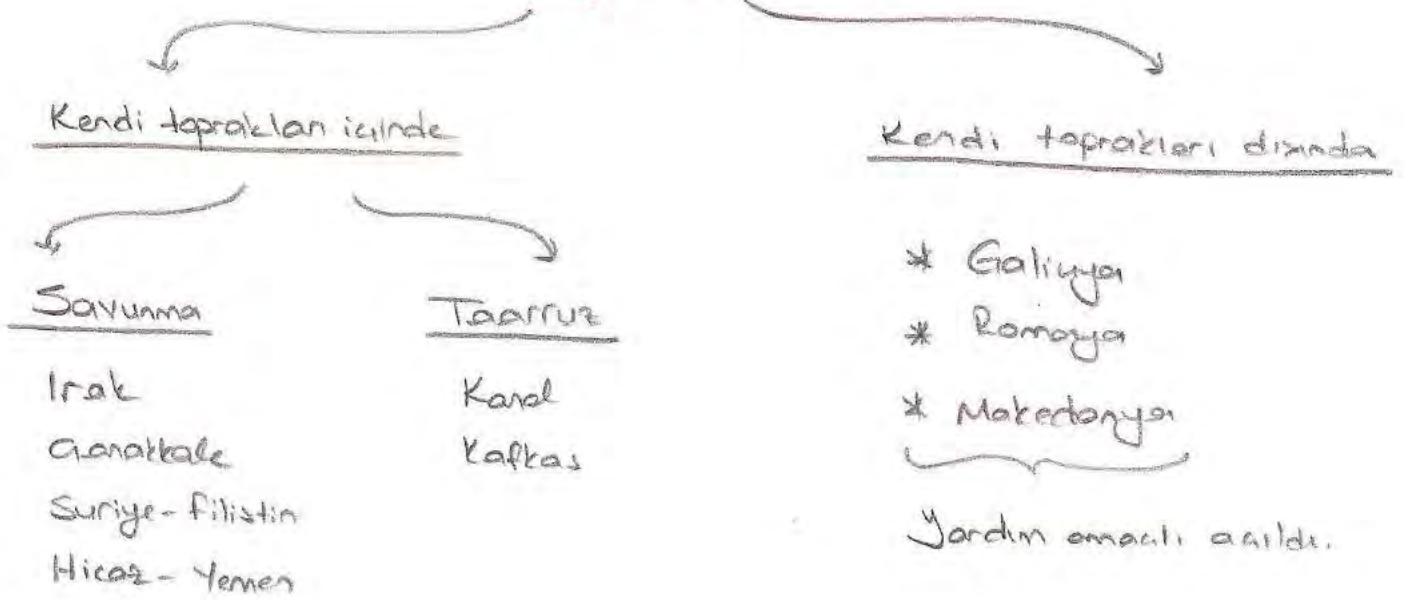 Kendi toprakları içinde
Kendi toprakları dışında
Savunma
Irak
Çanakkale
Suriye - Filistin
Hicaz - Yemen
Taarruz
Kanal
Kafkas
* Galiçya
* Romanya
* Makedonya
Yardım amaçlı açıldı.